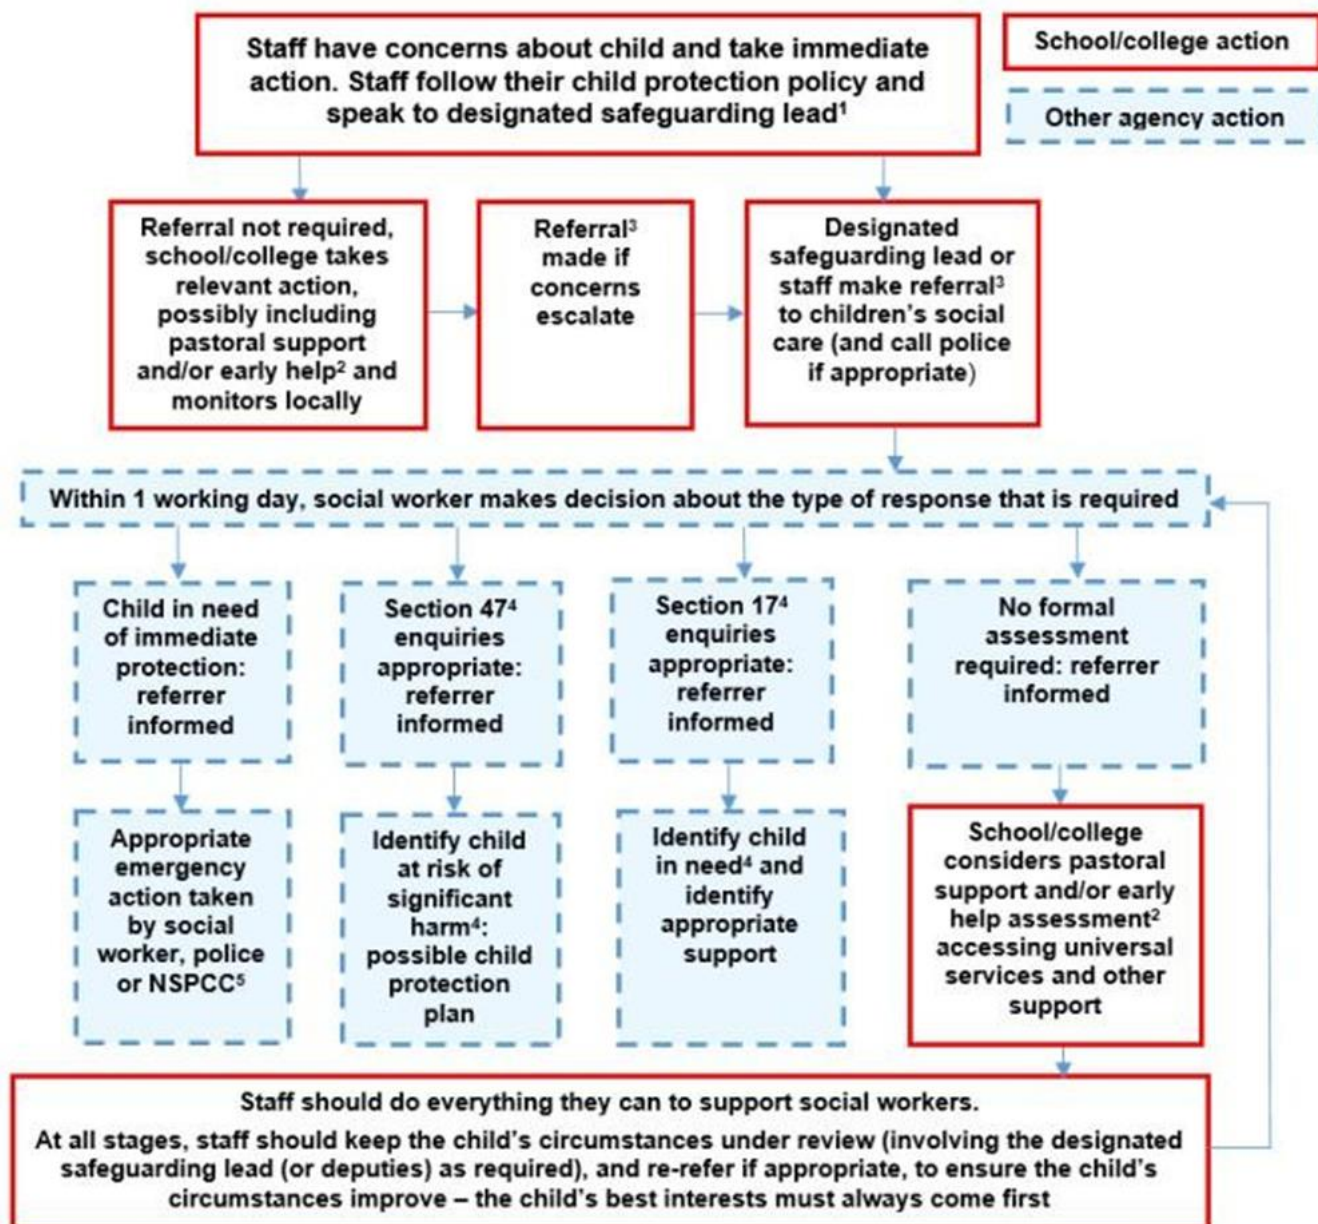 Staff have concerns about child and take immediate
action. Staff follow their child protection policy and
speak to designated safeguarding lead¹
School/college action
Other agency action
Referral not required,
school/college takes
relevant action,
possibly including
pastoral support
and/or early help² and
monitors locally
Referral³
made if
concerns
escalate
Designated
safeguarding lead or
staff make referral³
to children's social
care (and call police
if appropriate)
Within 1 working day, social worker makes decision about the type of response that is required
Child in need
of immediate
protection:
referrer
informed
Section 47⁴
enquiries
appropriate:
referrer
informed
Section 17⁴
enquiries
appropriate:
referrer
informed
No formal
assessment
required: referrer
informed
Appropriate
emergency
action taken
by social
worker, police
or NSPCC⁵
Identify child
at risk of
significant
harm⁴:
possible child
protection
plan
Identify child
in need⁴ and
identify
appropriate
support
School/college
considers pastoral
support and/or early
help assessment²
accessing universal
services and other
support
Staff should do everything they can to support social workers.
At all stages, staff should keep the child's circumstances under review (involving the designated
safeguarding lead (or deputies) as required), and re-refer if appropriate, to ensure the child's
circumstances improve – the child's best interests must always come first